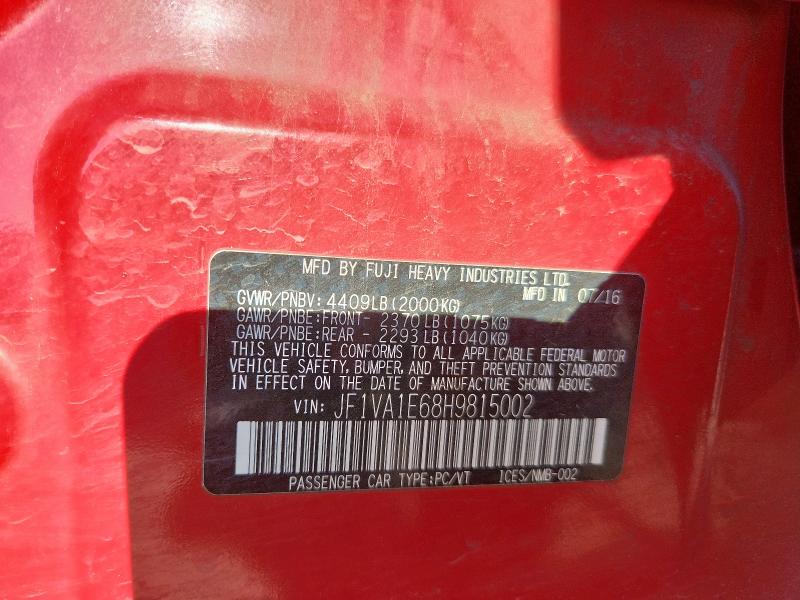 MFD BY FUJI HEAVY INDUSTRIES LTD.
MFD IN 07/16
GVWR/PNBV: 4409LB(2000KG)
GAWR/PNBE:FRONT- 2370LB(1075KG)
GAWR/PNBE:REAR - 2293LB(1040KG)
THIS VEHICLE CONFORMS TO ALL APPLICABLE FEDERAL MOTOR
VEHICLE SAFETY, BUMPER, AND THEFT PREVENTION STANDARDS
IN EFFECT ON THE DATE OF MANUFACTURE SHOWN ABOVE.
VIN: JF1VA1E68H9815002
PASSENGER CAR TYPE:PC/VT ICES/NMB-002